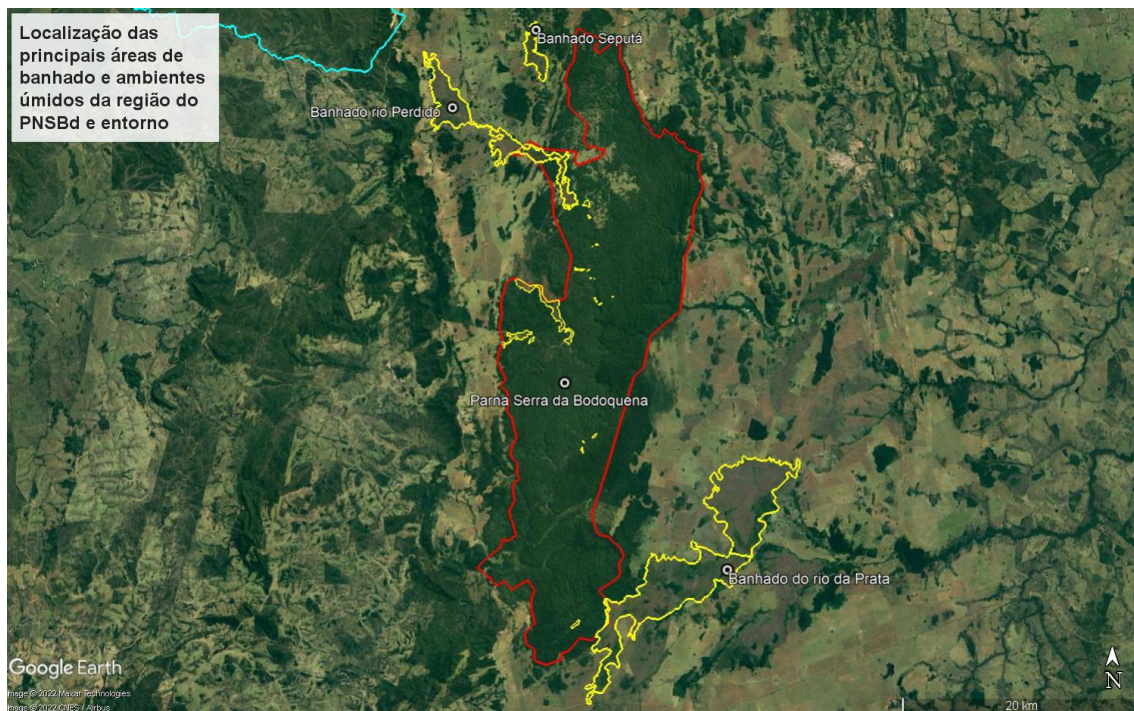 Localização das
principais áreas de
banhado e ambientes
úmidos da região do
PNSBd e entorno
Banhado Seputá
Banhado rio Perdido
Parna Serra da Bodoquena
Banhado do rio da Prata
Google Earth
Image © 2022 Maxar Technologies
Image © 2022 CNES / Airbus
N
20 km